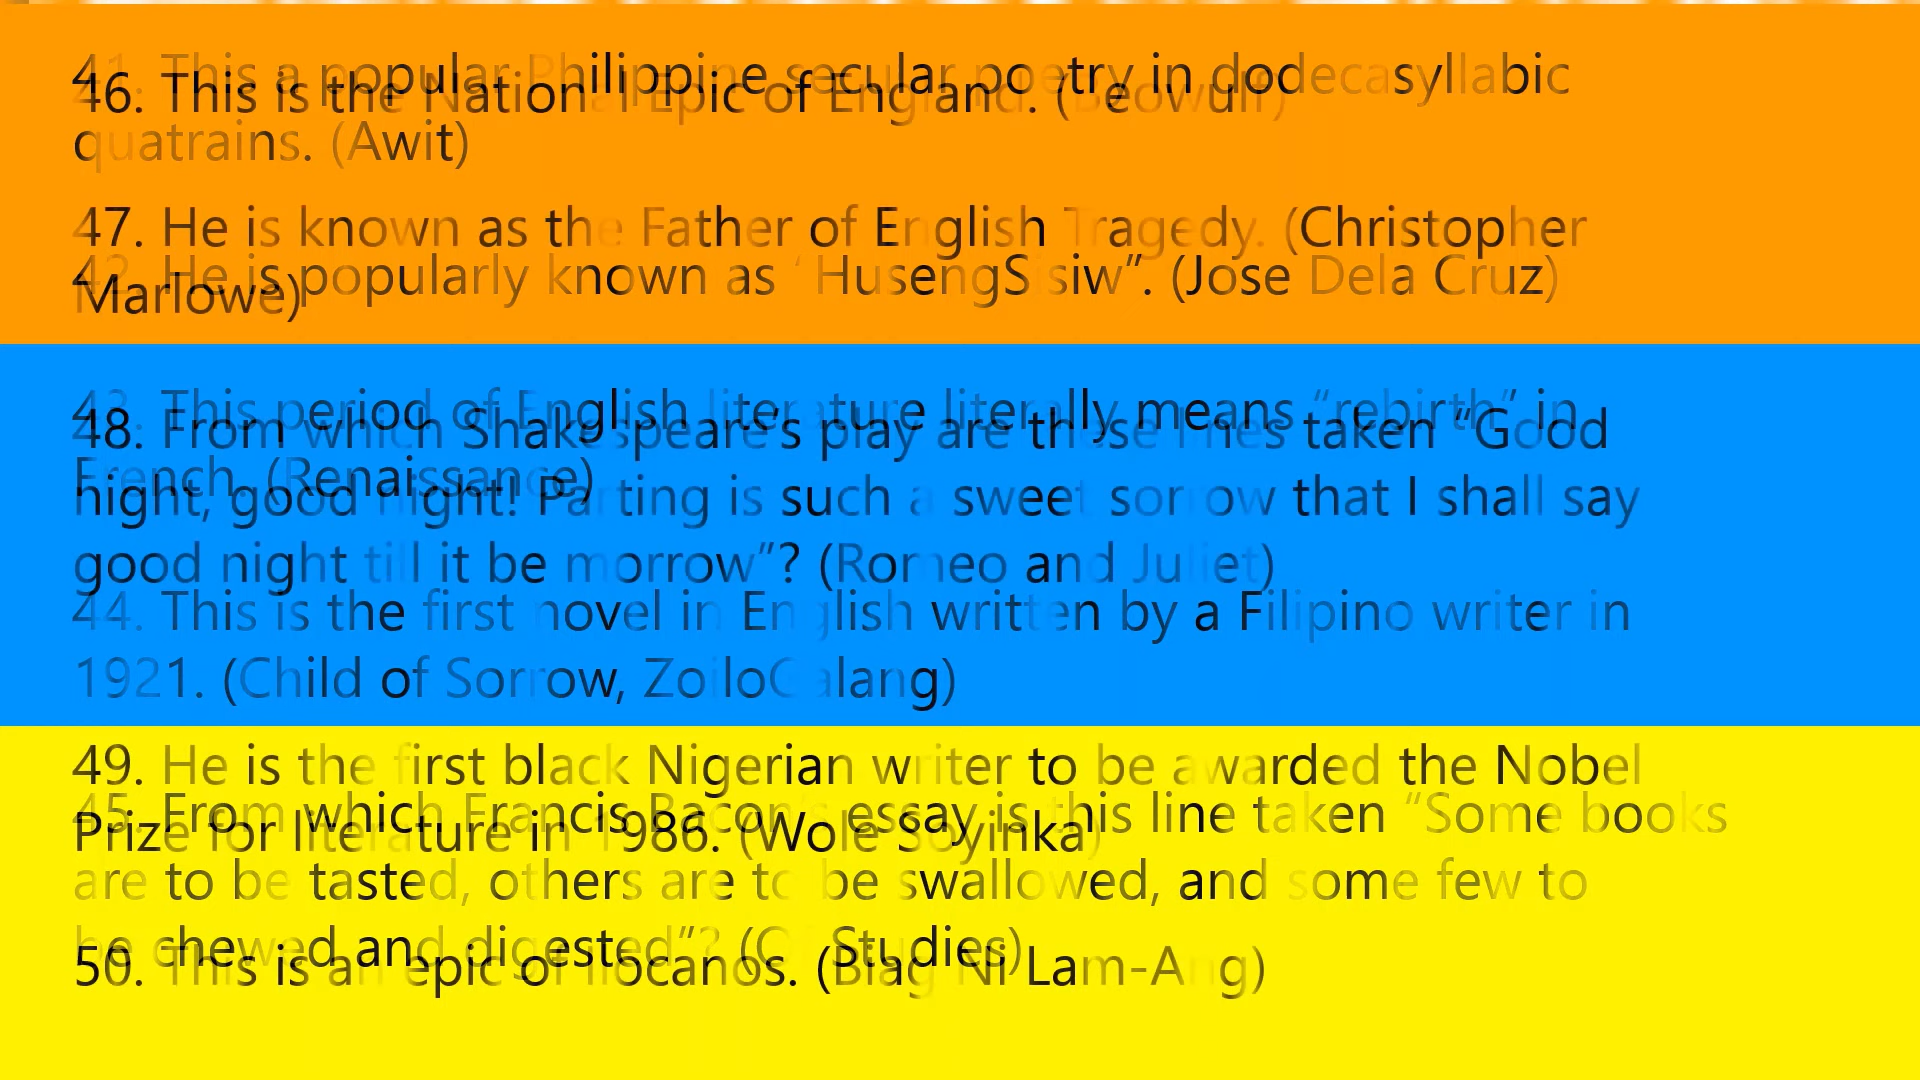 41. This a popular Philippine secular poetry in dodecasyllabic
quatrains. (Awit)
42. He is popularly known as “HusengSisiw”. (Jose Dela Cruz)
43. This period of English literature literally means “rebirth” in
French. (Renaissance)
44. This is the first novel in English written by a Filipino writer in
1921. (Child of Sorrow, ZoiloGalang)
45. From which Francis Bacon’s essay is this line taken “Some books
are to be tasted, others are to be swallowed, and some few to
be chewed and digested”? (Of Studies)
46. This is the National Epic of England. (Beowulf)
47. He is known as the Father of English Tragedy. (Christopher
Marlowe)
48. From which Shakespeare’s play are these lines taken “Good
night, good night! Parting is such a sweet sorrow that I shall say
good night till it be morrow”? (Romeo and Juliet)
49. He is the first black Nigerian writer to be awarded the Nobel
Prize for literature in 1986. (Wole Soyinka)
50. This is an epic of Ilocanos. (Biag Ni Lam-Ang)